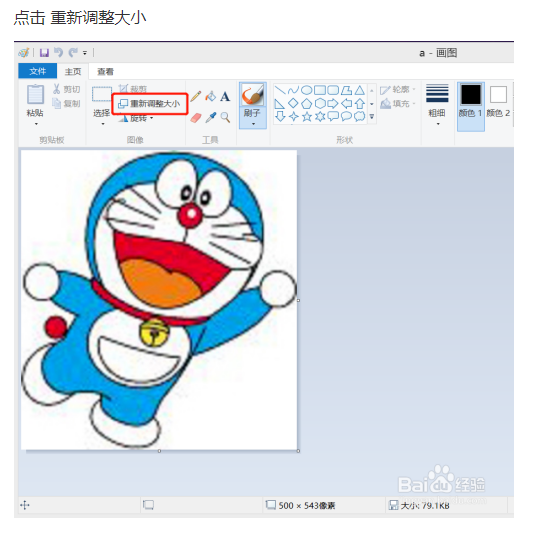 点击 重新调整大小
a - 画图
文件 主页 查看
粘贴
剪切
复制
选择
裁剪
重新调整大小
旋转
A
刷子
轮廓
填充
粗细
颜色 1
颜色 2
剪贴板
图像
工具
形状
Bai du 经验
500 × 543像素
大小: 79.1KB